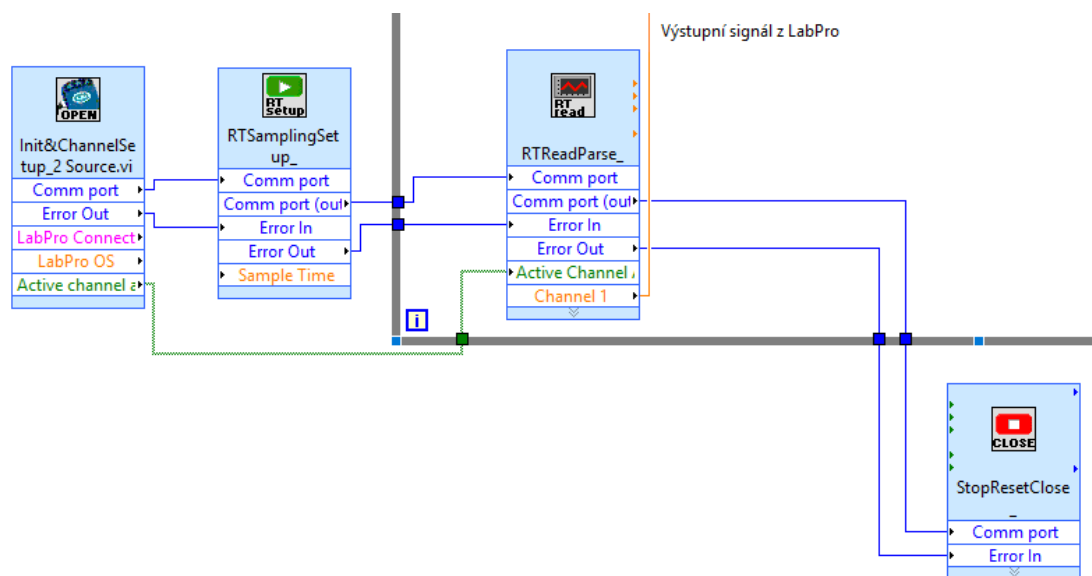 Výstupní signál z LabPro
OPEN
Init&ChannelSe
tup_2 Source.vi
Comm port
Error Out
LabPro Connect
LabPro OS
Active channel a
RT
setup
RTSamplingSet
up_
Comm port
Comm port (out
Error In
Error Out
Sample Time
RT
read
RTReadParse_
Comm port
Comm port (out
Error In
Error Out
Active Channel
Channel 1
i
CLOSE
StopResetClose
_
Comm port
Error In